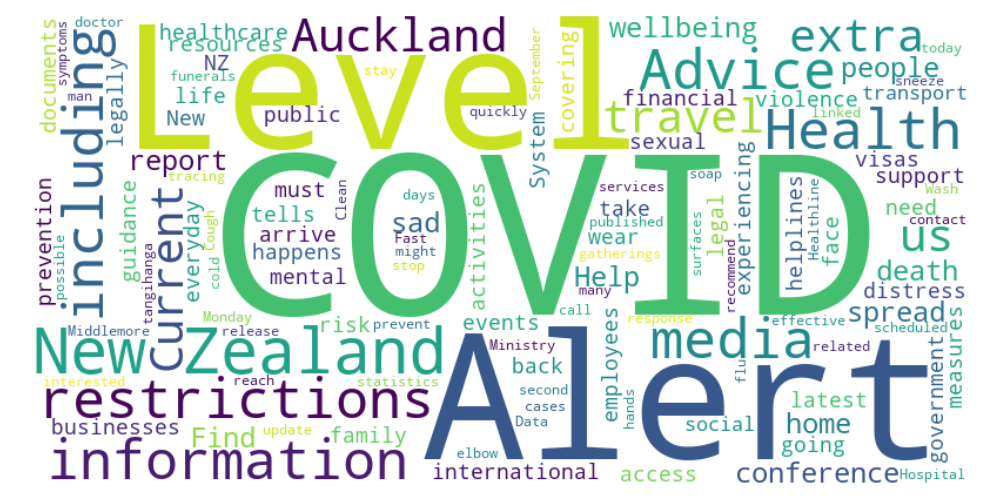 Level
COVID
Alert
New Zealand
restrictions
information
including
current
Auckland
Advice
Health
extra
travel
media
us
wellbeing
people
healthcare
resources
NZ
funerals
life
New
public
stay
quickly
September
covering
System
financial
violence
transport
today
sneeze
linked
sexual
visas
support
documents
symptoms
doctor
man
legally
report
tracing
must
tells
arrive
happens
mental
Clean
days
sad
Fast
might
stop
activities
services
published
take
wear
gatherings
Help
many
call
soap
surfaces
legal
recommend
experiencing
helplines
Healthline
face
need
Wash
contact
death
distress
spread
prevention
possible
guidance
tangihanga
everyday
cold
Cough
Middlemore
Monday
release
risk
prevent
events
Ministry
back
second
cases
Data
employees
hands
response
flu
effective
scheduled
related
government
measures
interested
reach
statistics
businesses
Find
update
family
elbow
international
access
social
latest
home
going
conference
Hospital